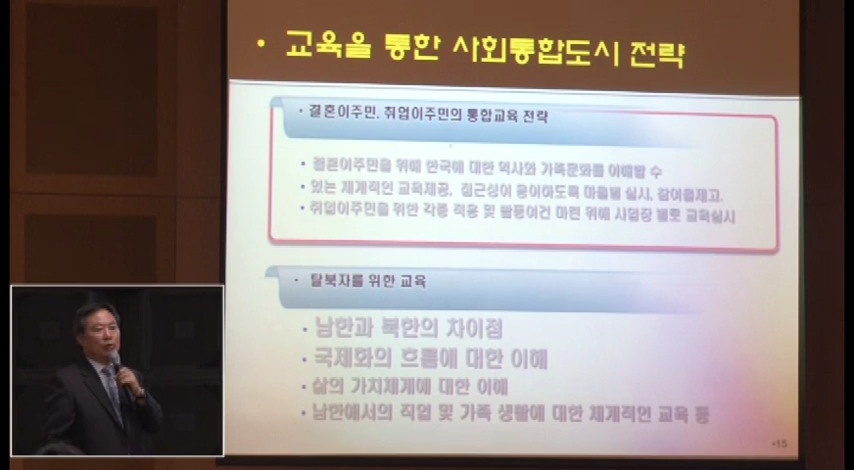 • 교육을 통한 사회통합도시 전략
• 결혼이주민, 취업이주민의 통합교육 전략
• 결혼이주민을 위해 한국에 대한 역사와 가족문화를 이해할 수
• 있는 체계적인 교육제공, 접근성이 용이하도록 마을별 실시, 참여율제고.
• 취업이주민을 위한 각종 적응 및 활동여건 마련 위해 사업장 별로 교육실시
• 탈북자를 위한 교육
• 남한과 북한의 차이점
• 국제화의 흐름에 대한 이해
• 삶의 가치체계에 대한 이해
• 남한에서의 직업 및 가족 생활에 대한 체계적인 교육 등
•15